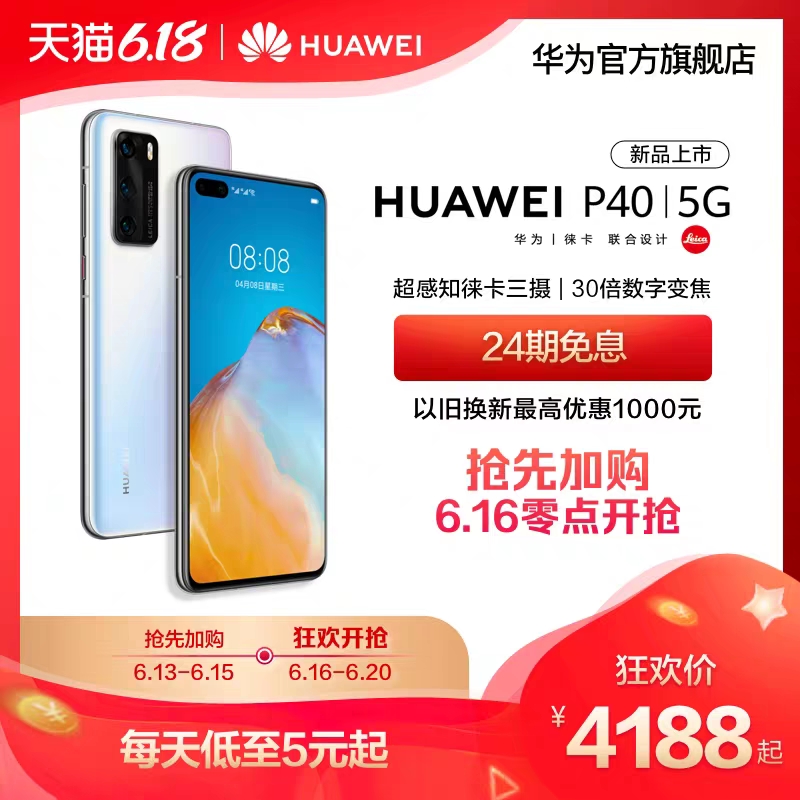 天猫6.18 HUAWEI
华为官方旗舰店
新品上市
HUAWEI P40|5G
华为|徕卡 联合设计 Leica
超感知徕卡三摄|30倍数字变焦
24期免息
以旧换新最高优惠1000元
抢先加购
6.16零点开抢
08:08
04月08日星期三
HUAWEI
抢先加购
6.13-6.15
狂欢开抢
6.16-6.20
每天低至5元起
狂欢价
¥4188起